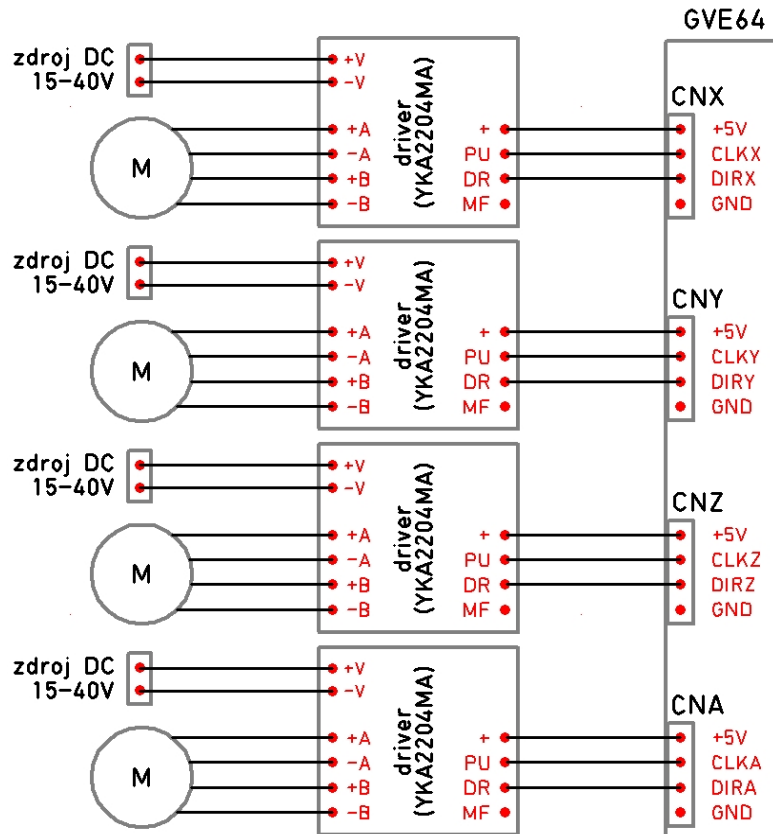 GVE64
zdroj DC
15-40V
+V
-V
M
+A
-A
+B
-B
driver
(YKA2204MA)
+
PU
DR
MF
CNX
+5V
CLKX
DIRX
GND
zdroj DC
15-40V
+V
-V
M
+A
-A
+B
-B
driver
(YKA2204MA)
+
PU
DR
MF
CNY
+5V
CLKY
DIRY
GND
zdroj DC
15-40V
+V
-V
M
+A
-A
+B
-B
driver
(YKA2204MA)
+
PU
DR
MF
CNZ
+5V
CLKZ
DIRZ
GND
zdroj DC
15-40V
+V
-V
M
+A
-A
+B
-B
driver
(YKA2204MA)
+
PU
DR
MF
CNA
+5V
CLKA
DIRA
GND